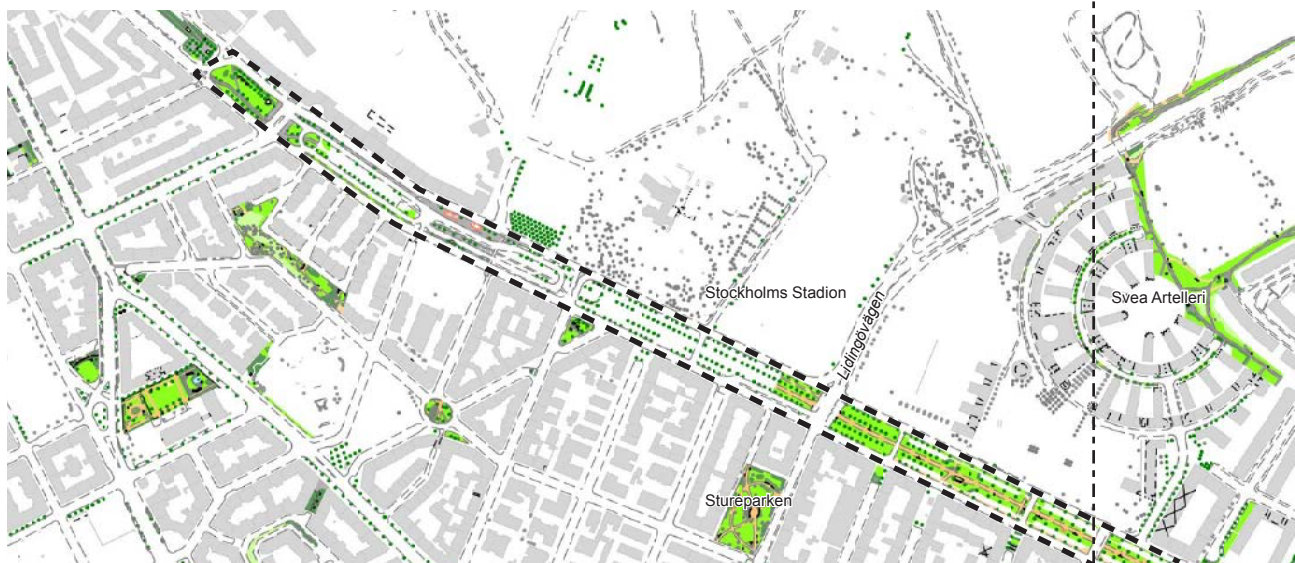 Stockholms Stadion
Svea Artelleri
Lidingövägen
Stureparken